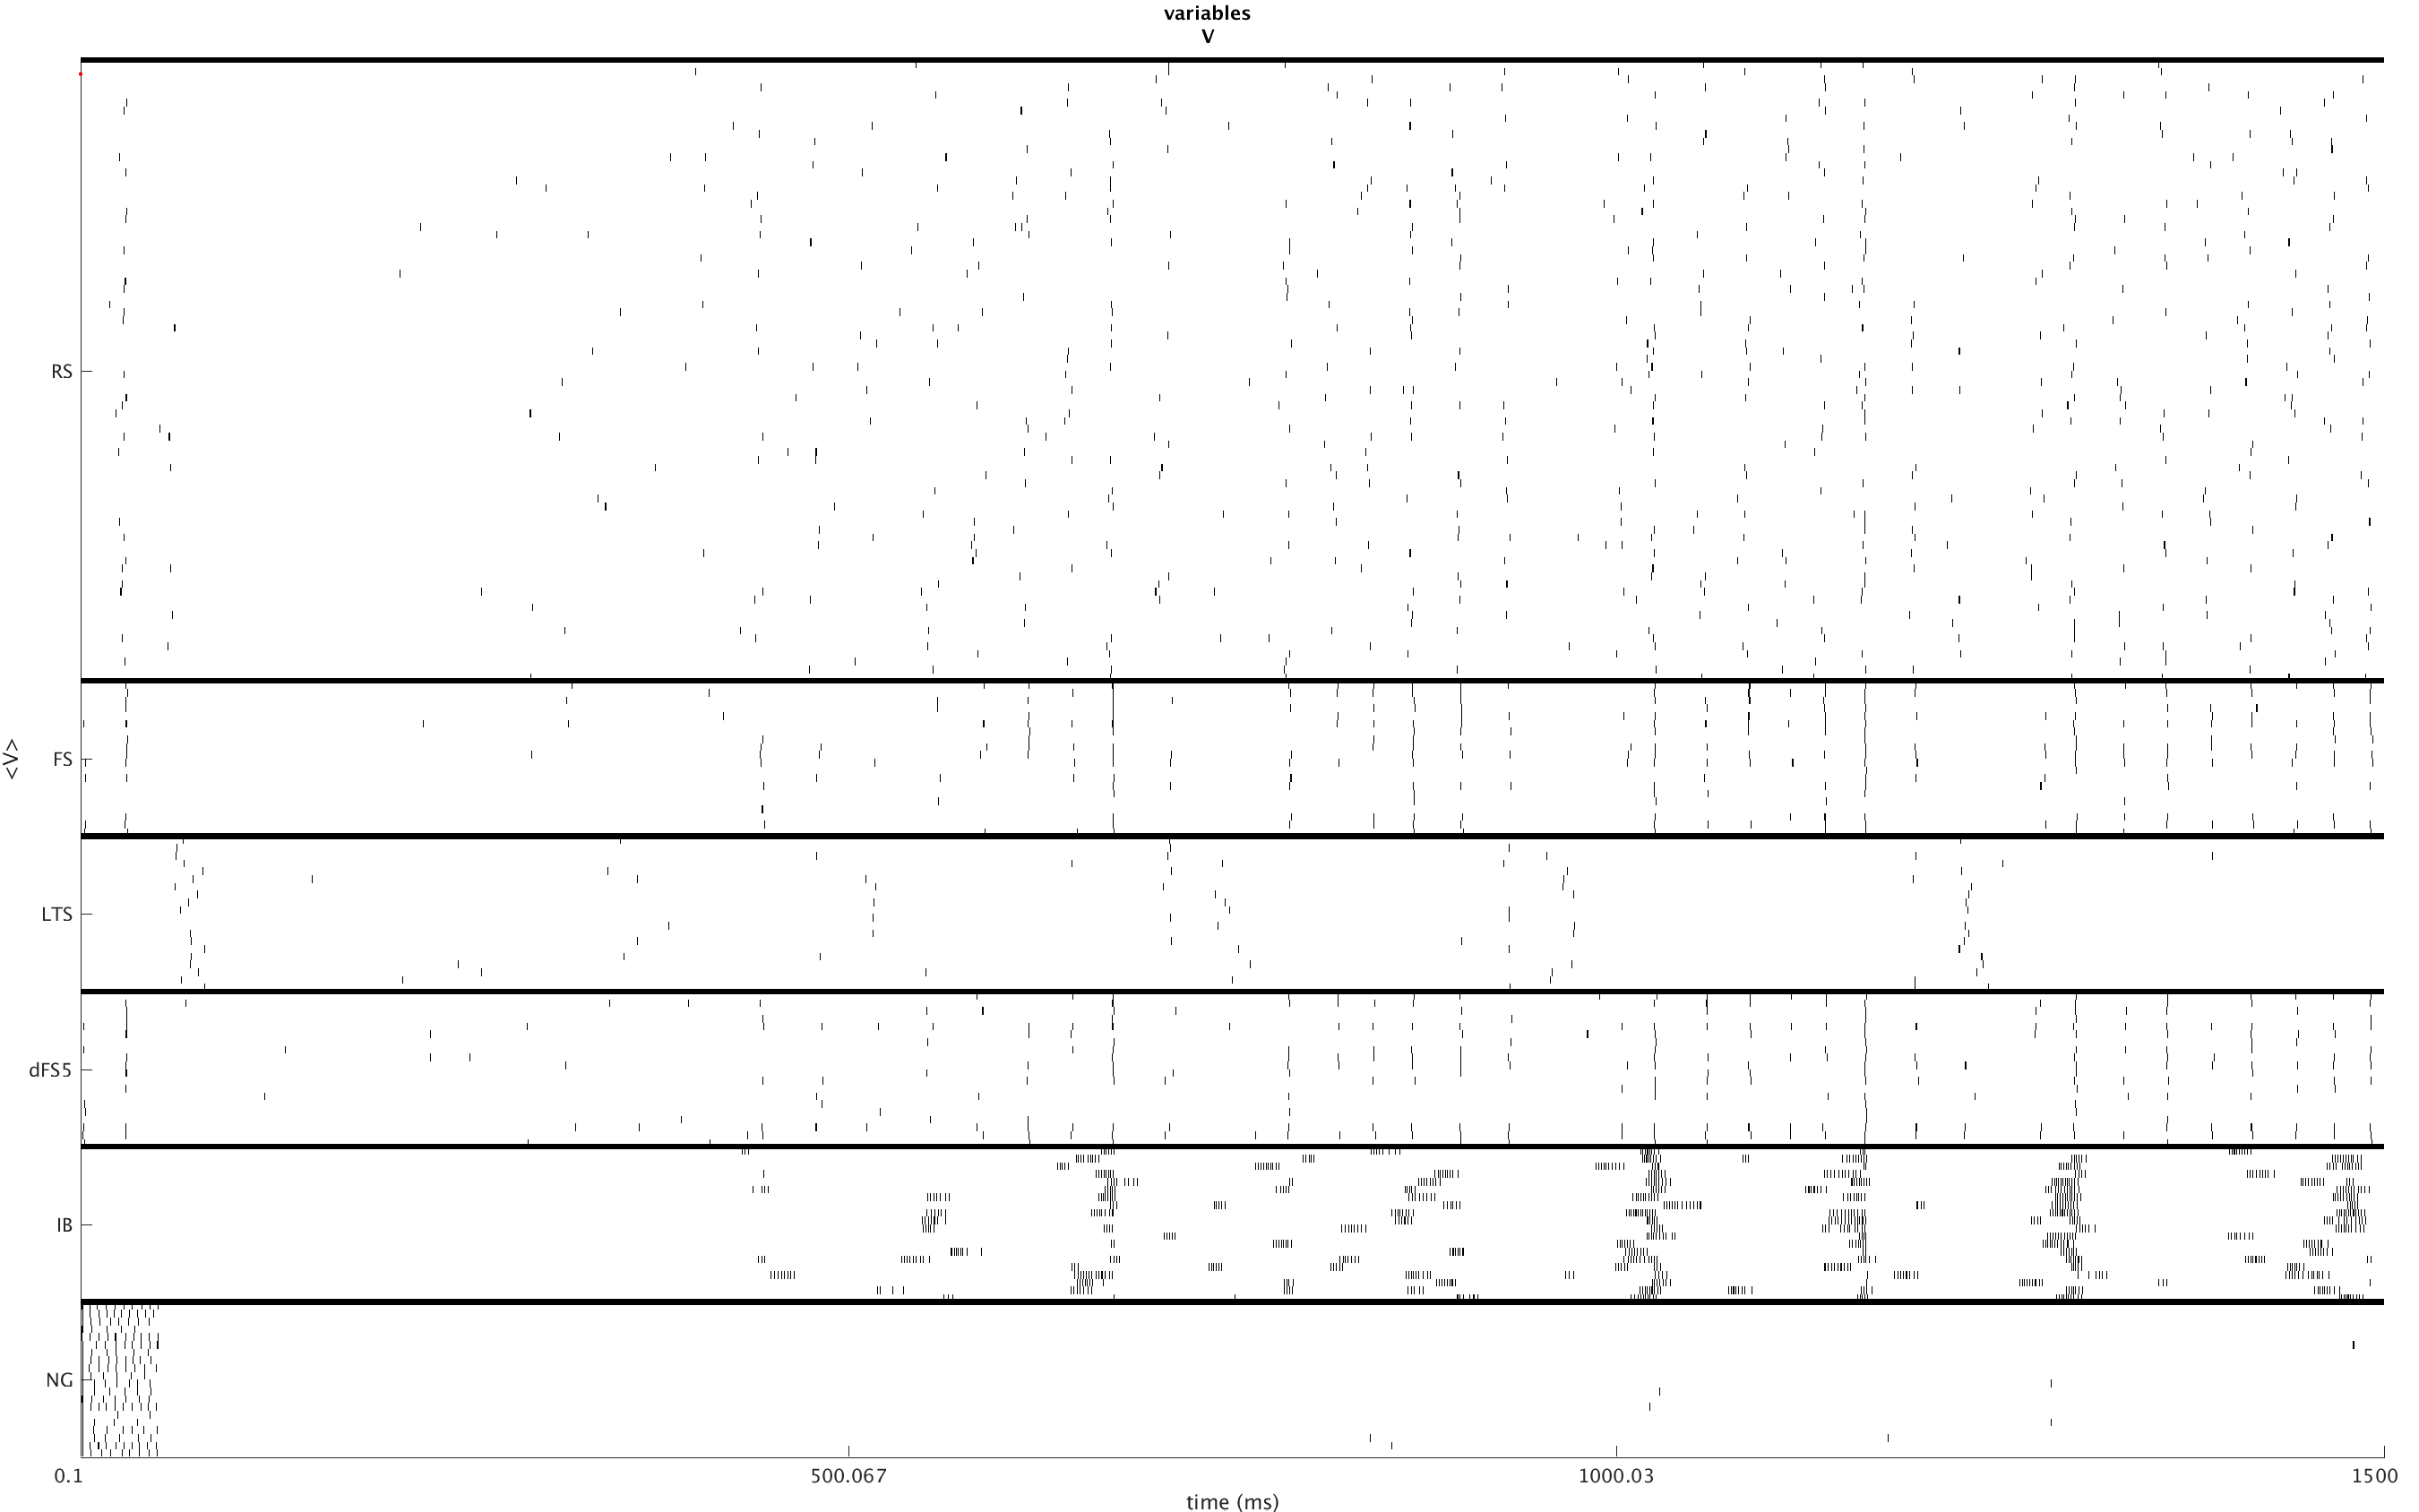 variables
V
RS
FS
<V>
LTS
dFS5
IB
NG
0.1
500.067
1000.03
1500
time (ms)